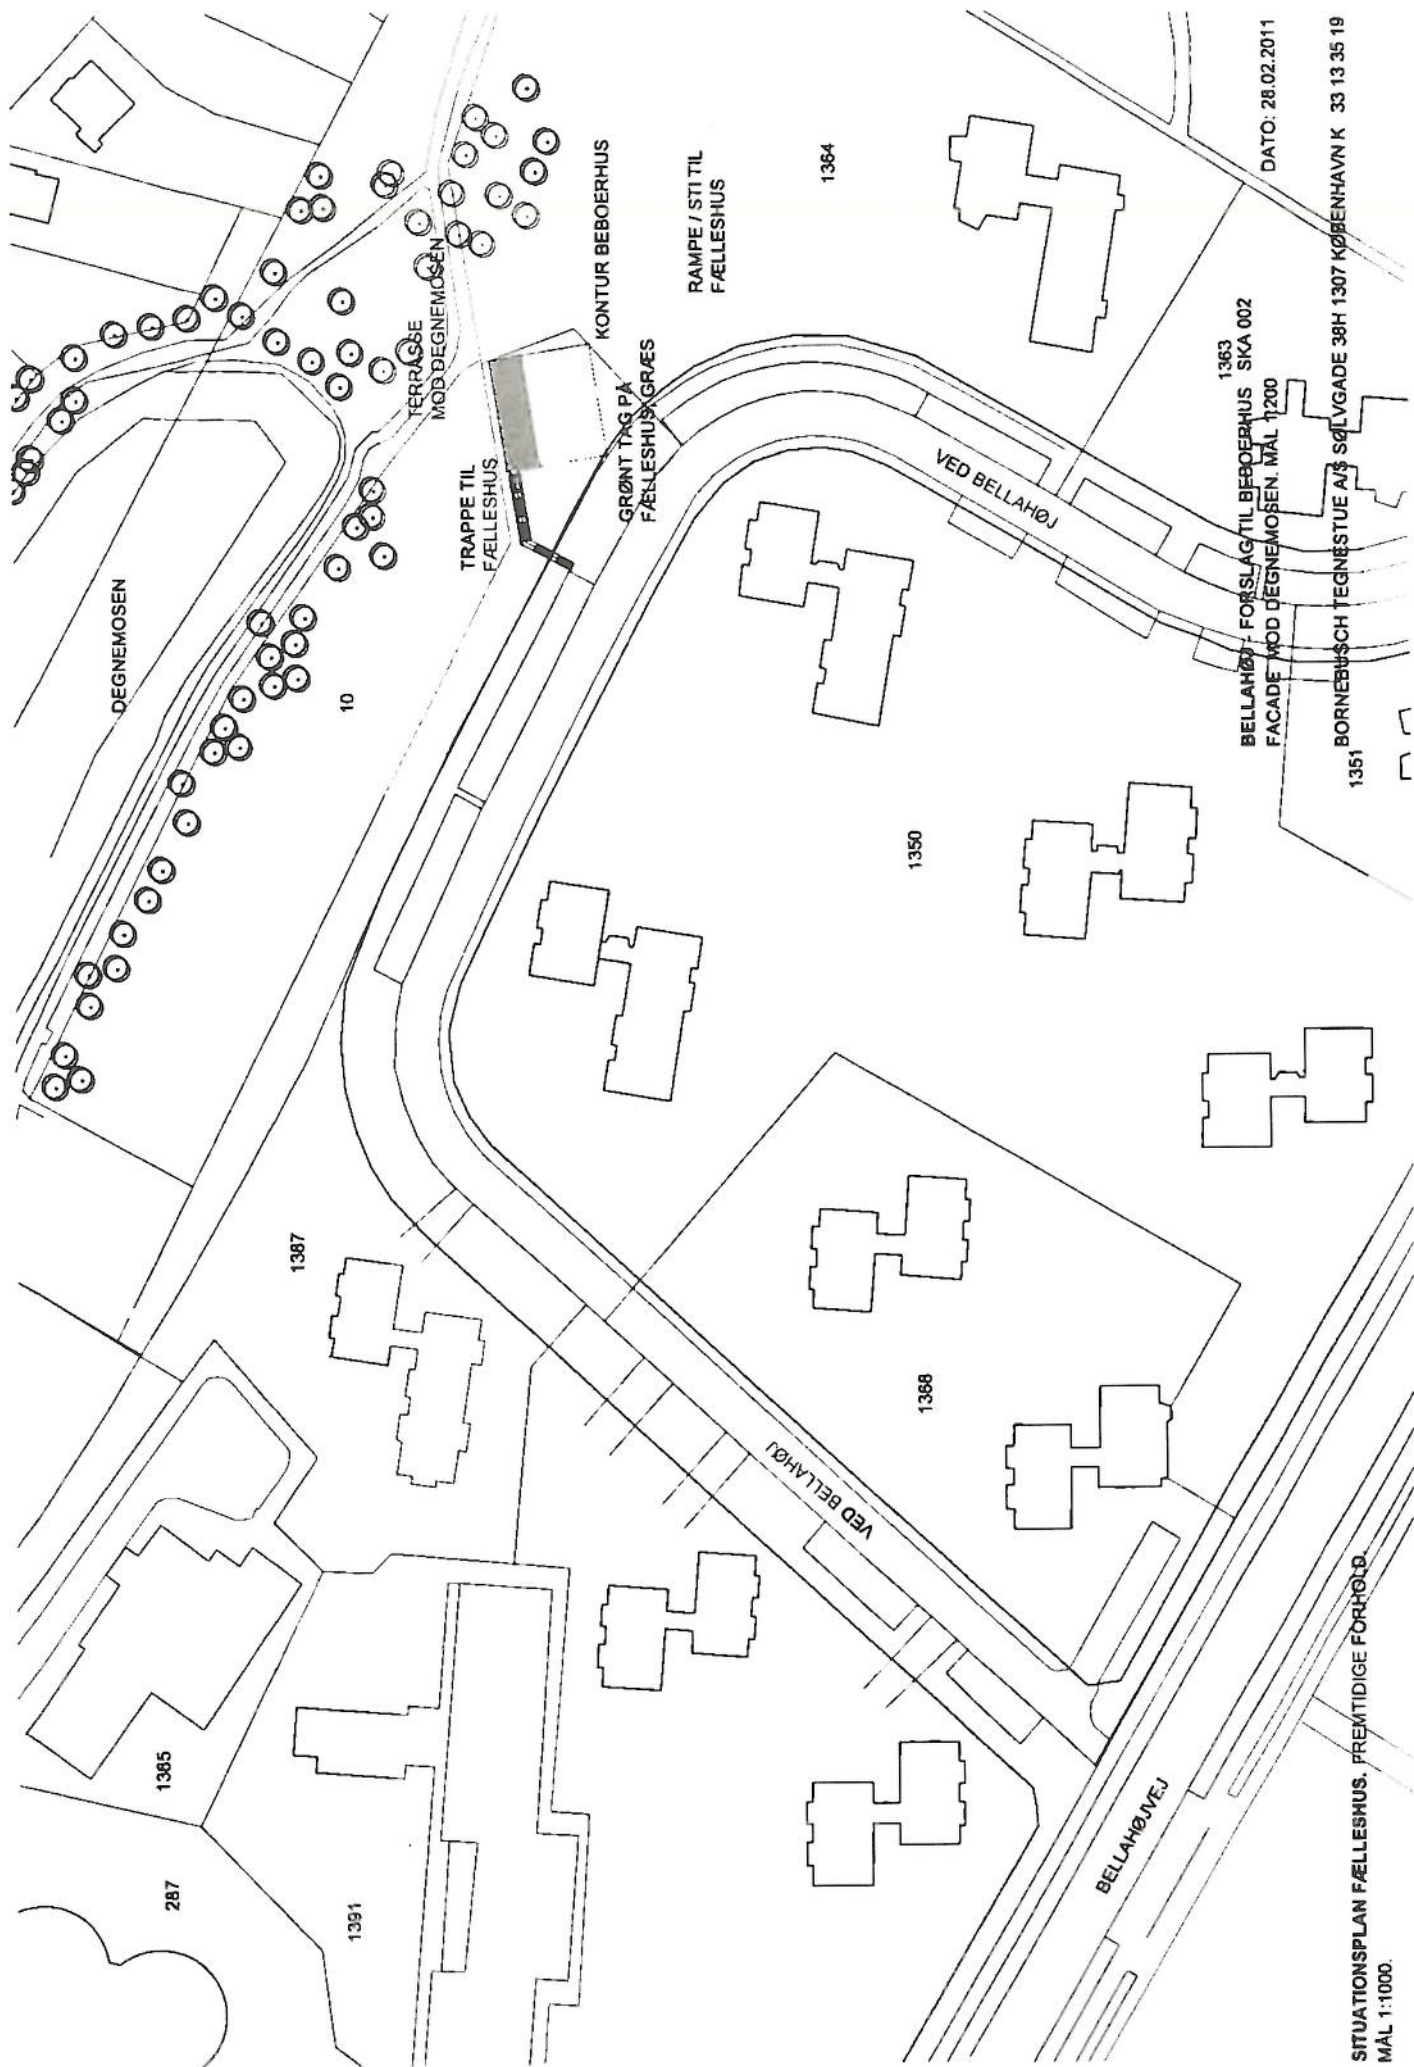 DEGNEMOSEN
10
TERRASSE
MOD DEGNEMOSEN
TRAPPE TIL
FÆLLESHUS
KONTUR BEBOERHUS
GRØNT TAG PÅ
FÆLLESHUS, GRÆS
RAMPE / STI TIL
FÆLLESHUS
1364
VED BELLAHØJ
1363
1350
1351
1387
1368
VED BELLAHØJ
1385
287
1391
BELLAHØJVEJ
DATO: 28.02.2011
BELLAHØJ - FORSLAG TIL BEBOERHUS SKA 002
FACADE MOD DEGNEMOSEN. MÅL 1:200
BORNEBUSCH TEGNESTUE A/S SØLVGADE 38H 1307 KØBENHAVN K 33 13 35 19
SITUATIONSPLAN FÆLLESHUS. FREMTIDIGE FORHOLD.
MÅL 1:1000.